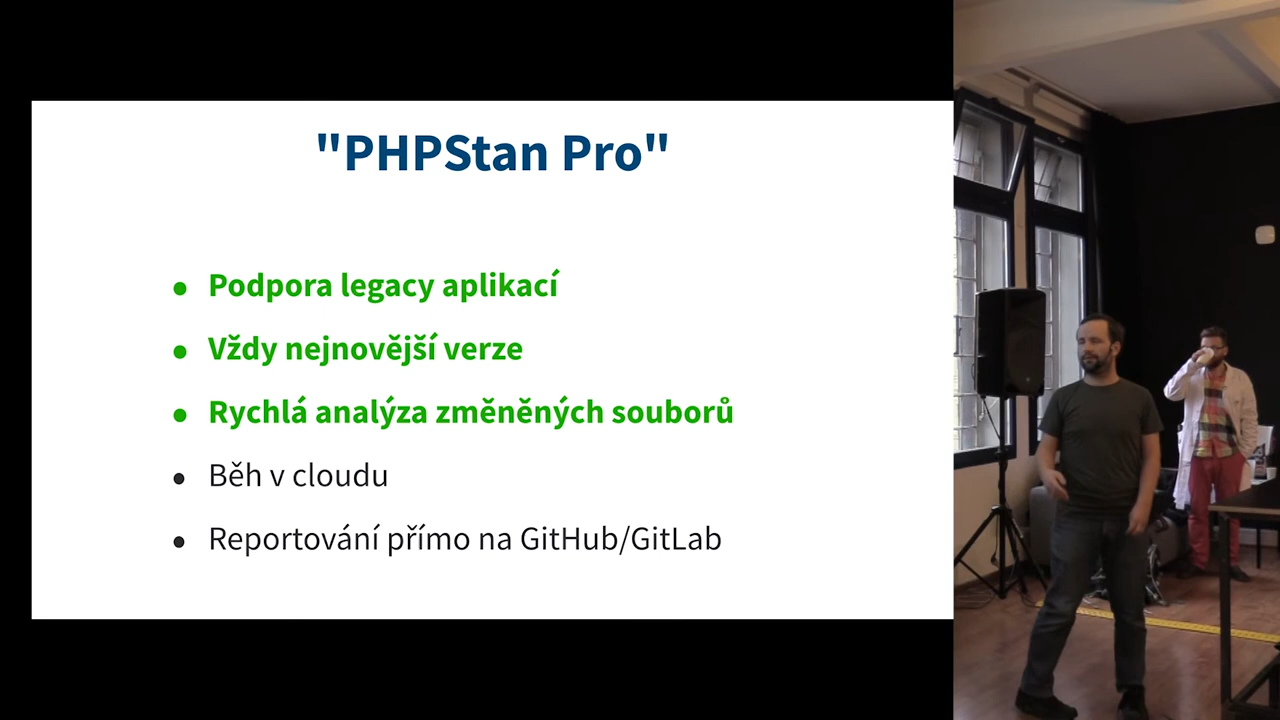 "PHPStan Pro"
• Podpora legacy aplikací
• Vždy nejnovější verze
• Rychlá analýza změněných souborů
• Běh v cloudu
• Reportování přímo na GitHub/GitLab